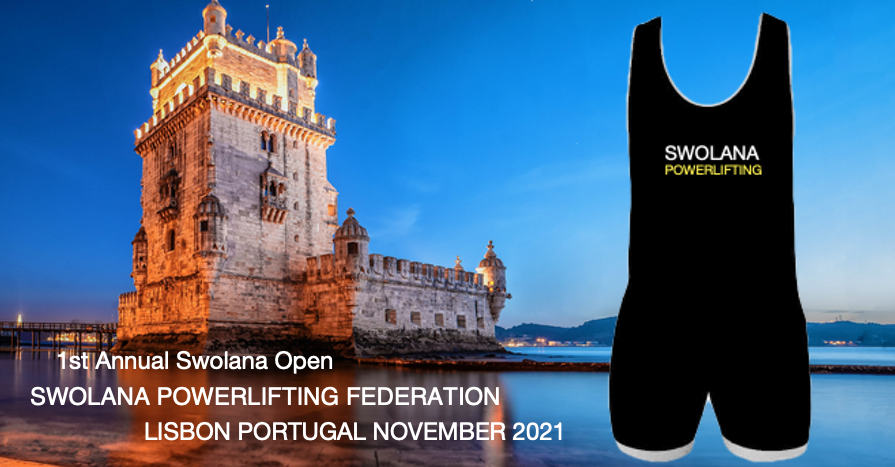 SWOLANA
POWERLIFTING
1st Annual Swolana Open
SWOLANA POWERLIFTING FEDERATION
LISBON PORTUGAL NOVEMBER 2021